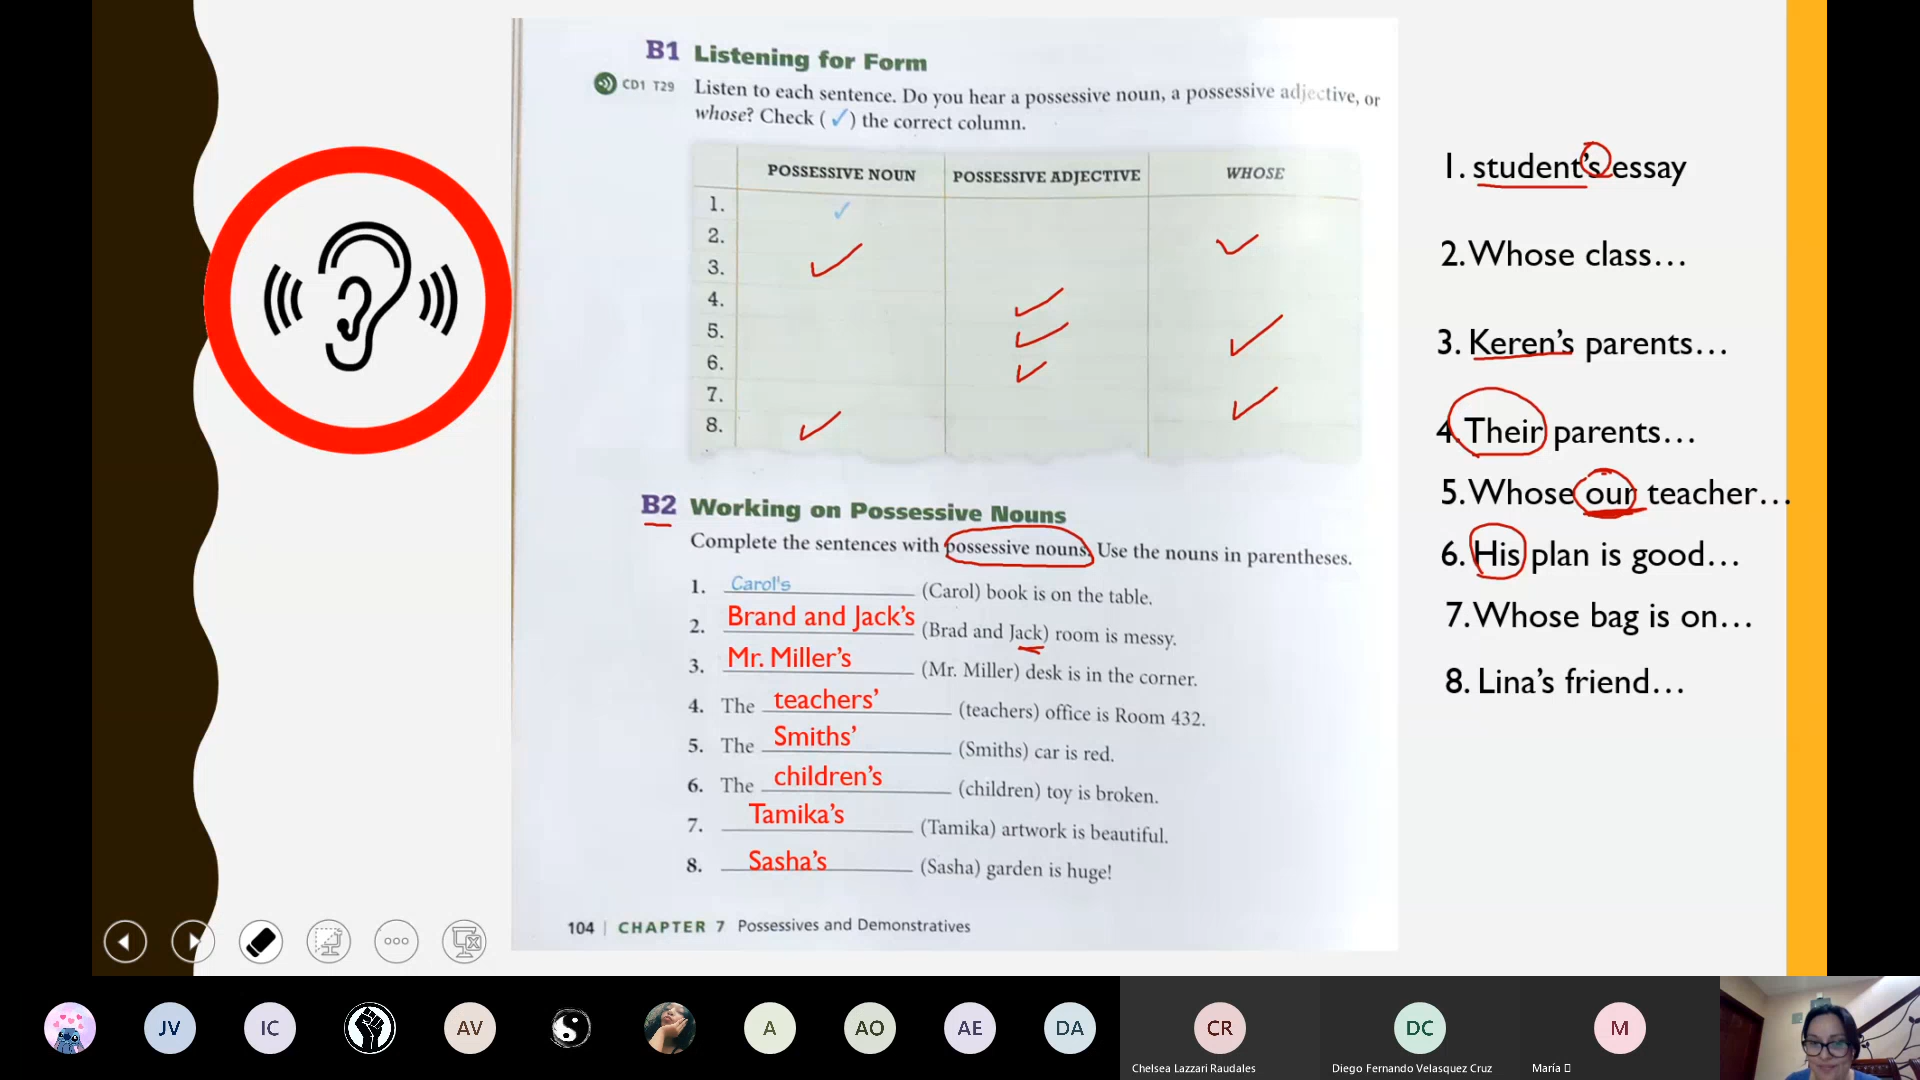 B1 Listening for Form
CD1 T29 Listen to each sentence. Do you hear a possessive noun, a possessive adjective, or
whose? Check (✓) the correct column.
POSSESSIVE NOUN POSSESSIVE ADJECTIVE WHOSE
1. ✓
2. ✓
3. ✓
4. ✓
5. ✓ ✓
6. ✓
7. ✓
8. ✓
B2 Working on Possessive Nouns
Complete the sentences with possessive nouns. Use the nouns in parentheses.
1. Carol's (Carol) book is on the table.
2. Brand and Jack’s (Brad and Jack) room is messy.
3. Mr. Miller’s (Mr. Miller) desk is in the corner.
4. The teachers’ (teachers) office is Room 432.
5. The Smiths’ (Smiths) car is red.
6. The children’s (children) toy is broken.
7. Tamika’s (Tamika) artwork is beautiful.
8. Sasha’s (Sasha) garden is huge!
104 | CHAPTER 7 Possessives and Demonstratives
1. student’s essay
2. Whose class…
3. Keren’s parents…
4. Their parents…
5. Whose our teacher…
6. His plan is good…
7. Whose bag is on…
8. Lina’s friend…
JV IC AV A AO AE DA CR DC M
Chelsea Lazzari Raudales Diego Fernando Velasquez Cruz María